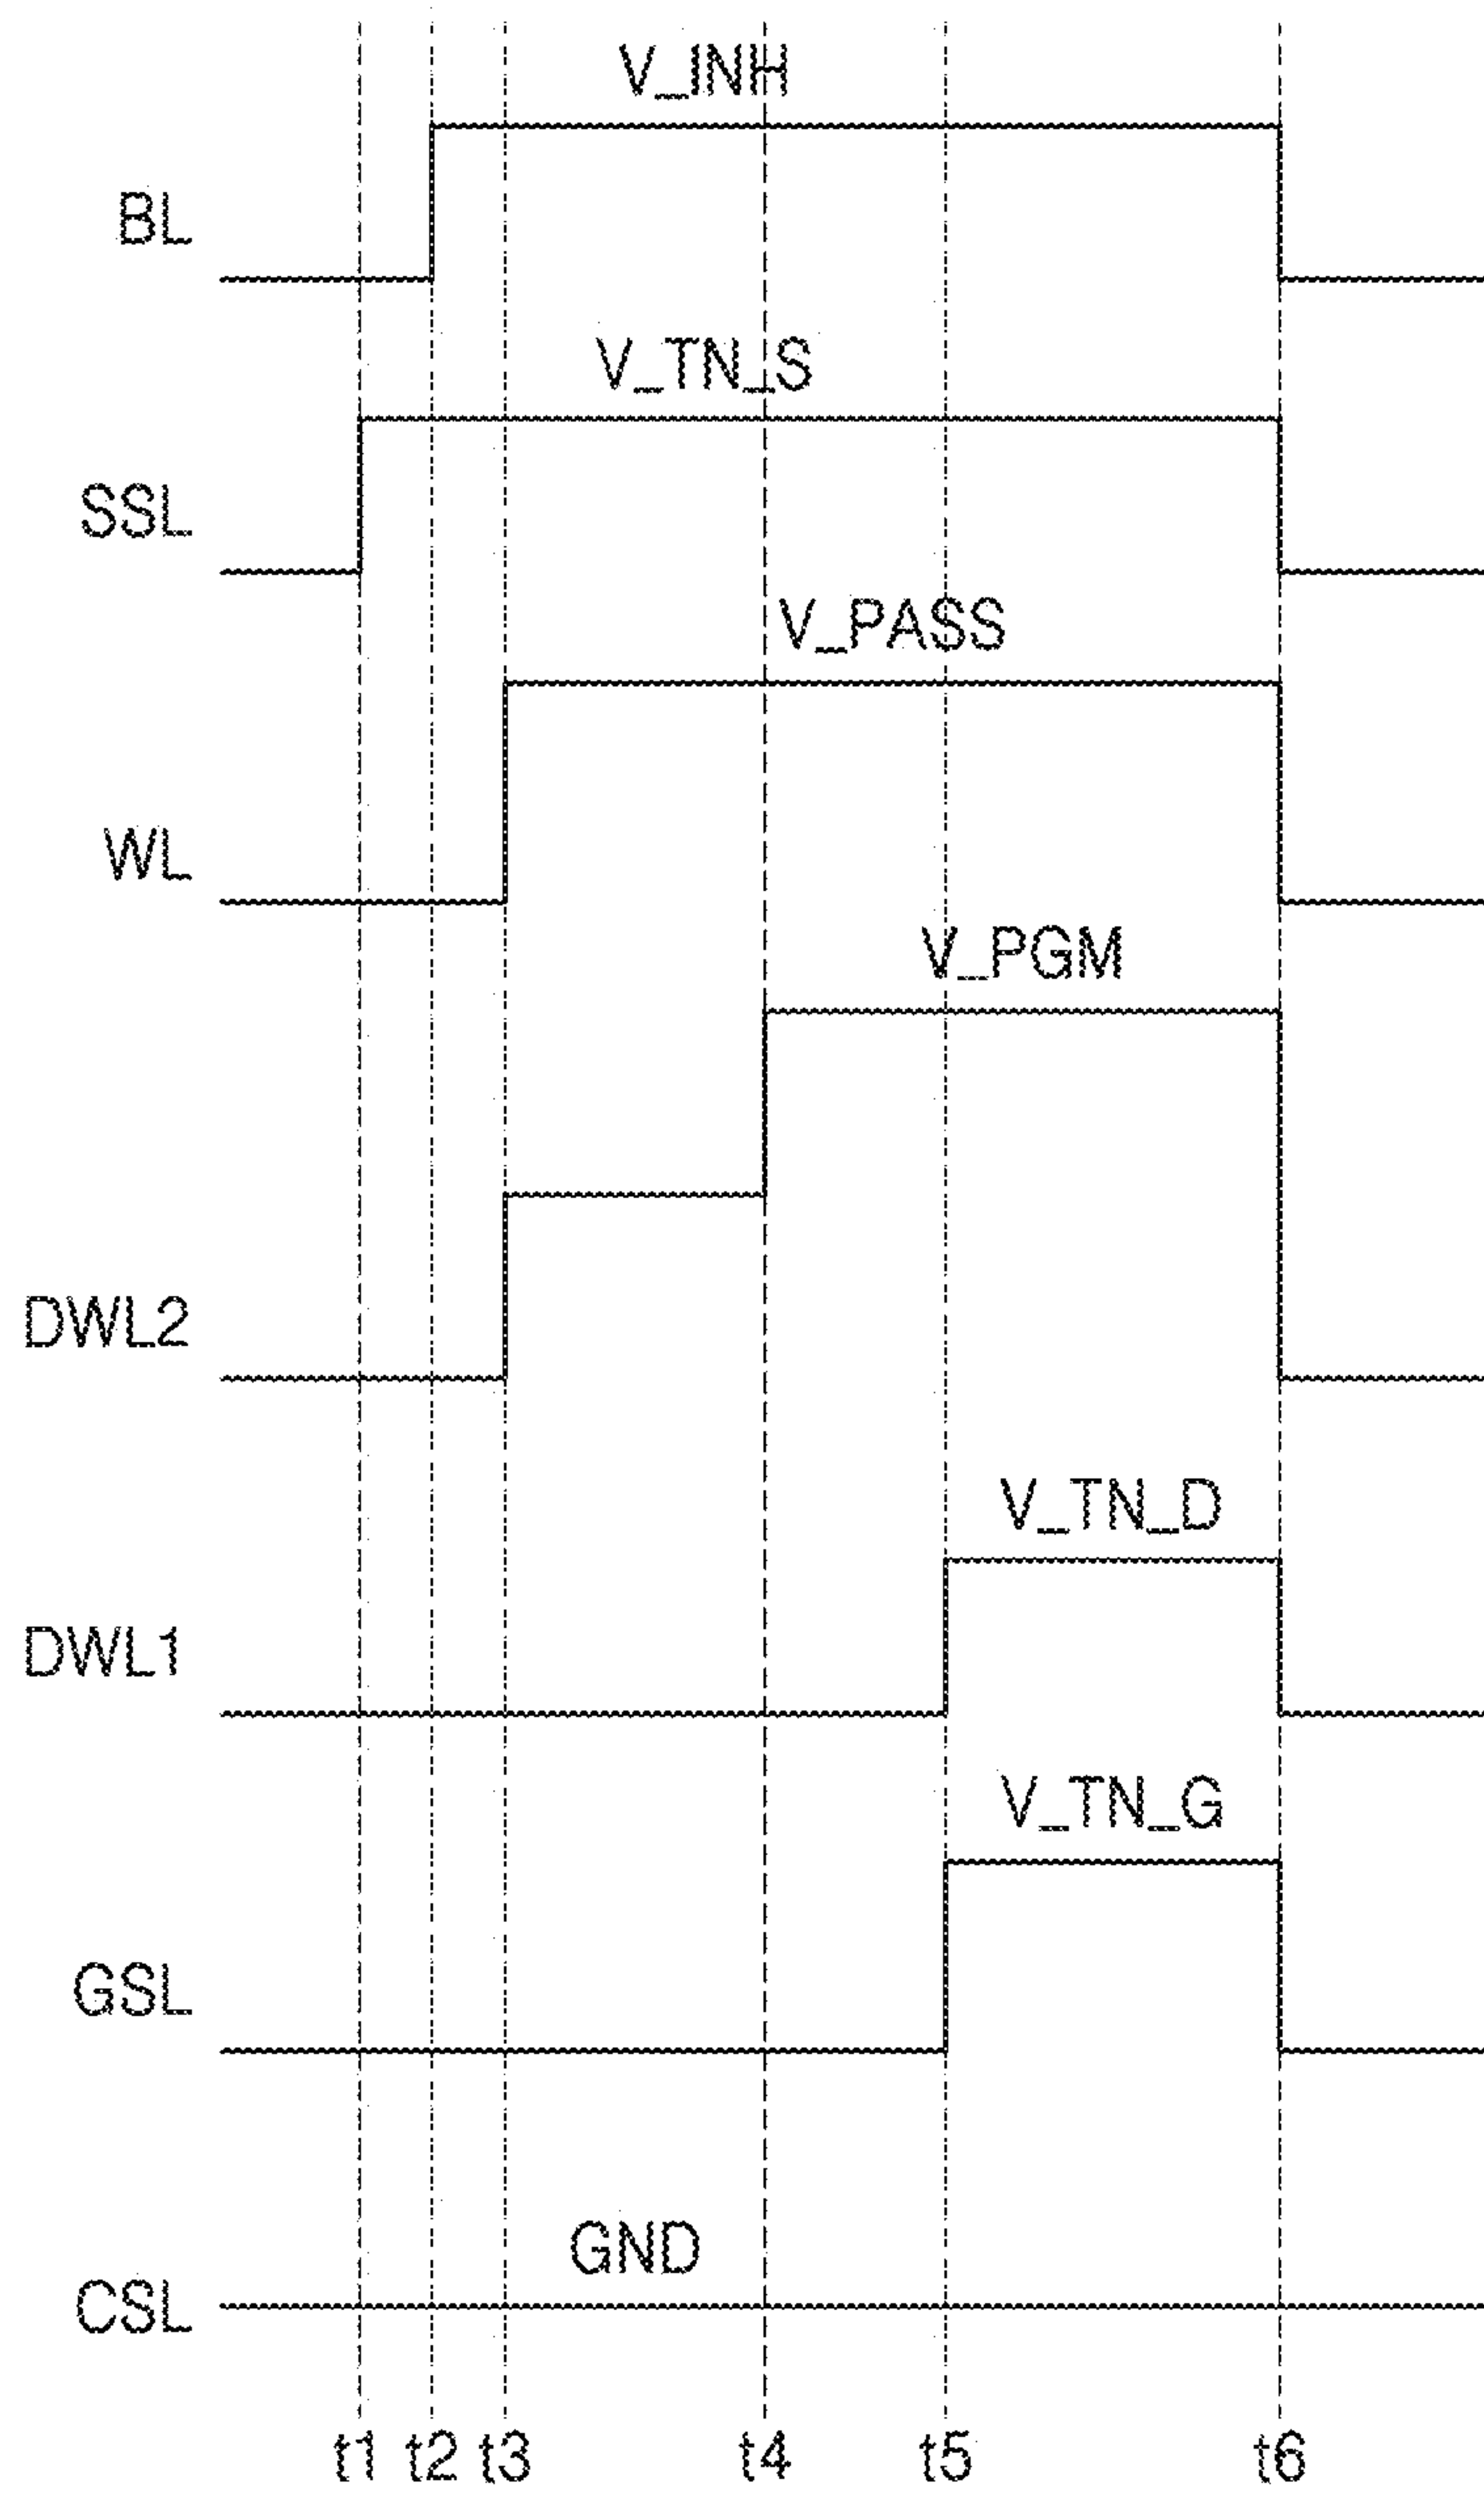 V_INH
BL
V_TN_S
SSL
V_PASS
WL
V_PGM
DWL2
V_TN_D
DWL1
V_TN_G
GSL
GND
CSL
t1 t2 t3 t4 t5 t6